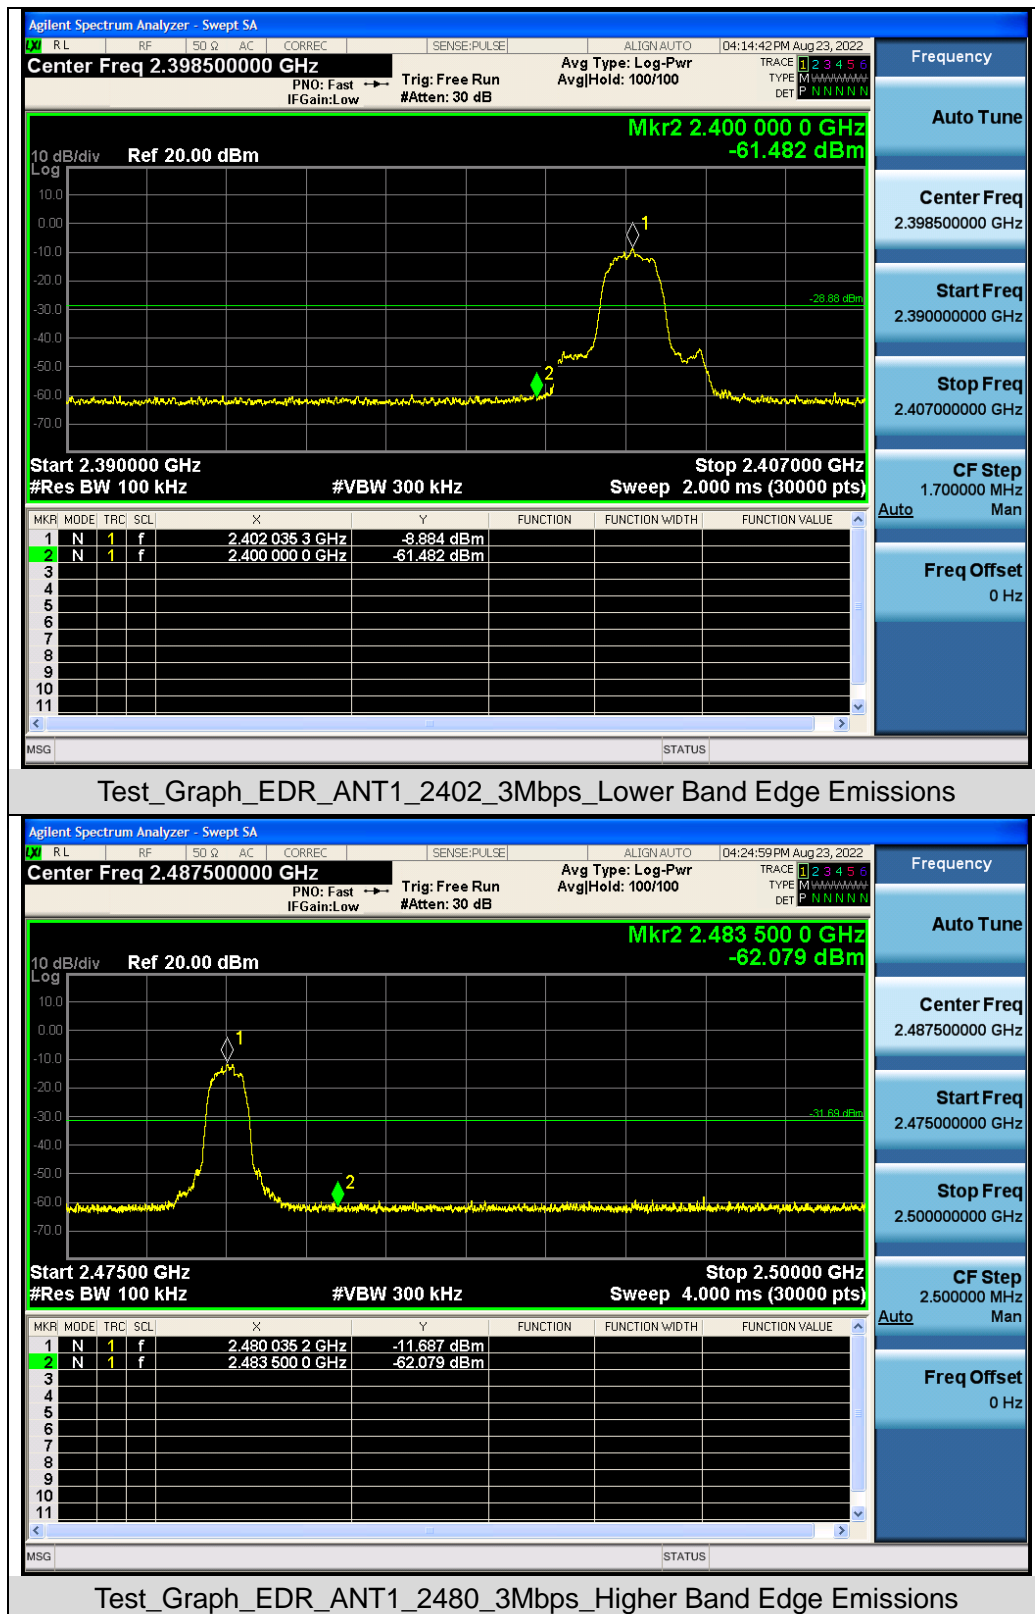 Agilent Spectrum Analyzer - Swept SA
LXI RL RF 50 Ω AC CORREC SENSE:PULSE ALIGN AUTO 04:14:42 PM Aug 23, 2022
Center Freq 2.398500000 GHz
PNO: Fast
IFGain:Low
Trig: Free Run
#Atten: 30 dB
Avg Type: Log-Pwr
Avg|Hold: 100/100
TRACE 1 2 3 4 5 6
TYPE M W W W W W
DET P N N N N N
Mkr2 2.400 000 0 GHz
-61.482 dBm
10 dB/div Ref 20.00 dBm
Log
10.0
0.00
-10.0
-20.0
-30.0
-40.0
-50.0
-60.0
-70.0
1
2
-28.88 dBm
Start 2.390000 GHz Stop 2.407000 GHz
#Res BW 100 kHz #VBW 300 kHz Sweep 2.000 ms (30000 pts)
MKR MODE TRC SCL X Y FUNCTION FUNCTION WIDTH FUNCTION VALUE
1 N 1 f 2.402 035 3 GHz -8.884 dBm
2 N 1 f 2.400 000 0 GHz -61.482 dBm
3
4
5
6
7
8
9
10
11
MSG STATUS
Frequency
Auto Tune
Center Freq
2.398500000 GHz
Start Freq
2.390000000 GHz
Stop Freq
2.407000000 GHz
CF Step
1.700000 MHz
Auto Man
Freq Offset
0 Hz
Test_Graph_EDR_ANT1_2402_3Mbps_Lower Band Edge Emissions
Agilent Spectrum Analyzer - Swept SA
LXI RL RF 50 Ω AC CORREC SENSE:PULSE ALIGN AUTO 04:24:59 PM Aug 23, 2022
Center Freq 2.487500000 GHz
PNO: Fast
IFGain:Low
Trig: Free Run
#Atten: 30 dB
Avg Type: Log-Pwr
Avg|Hold: 100/100
TRACE 1 2 3 4 5 6
TYPE M W W W W W
DET P N N N N N
Mkr2 2.483 500 0 GHz
-62.079 dBm
10 dB/div Ref 20.00 dBm
Log
10.0
0.00
-10.0
-20.0
-30.0
-40.0
-50.0
-60.0
-70.0
1
2
-31.69 dBm
Start 2.47500 GHz Stop 2.50000 GHz
#Res BW 100 kHz #VBW 300 kHz Sweep 4.000 ms (30000 pts)
MKR MODE TRC SCL X Y FUNCTION FUNCTION WIDTH FUNCTION VALUE
1 N 1 f 2.480 035 2 GHz -11.687 dBm
2 N 1 f 2.483 500 0 GHz -62.079 dBm
3
4
5
6
7
8
9
10
11
MSG STATUS
Frequency
Auto Tune
Center Freq
2.487500000 GHz
Start Freq
2.475000000 GHz
Stop Freq
2.500000000 GHz
CF Step
2.500000 MHz
Auto Man
Freq Offset
0 Hz
Test_Graph_EDR_ANT1_2480_3Mbps_Higher Band Edge Emissions